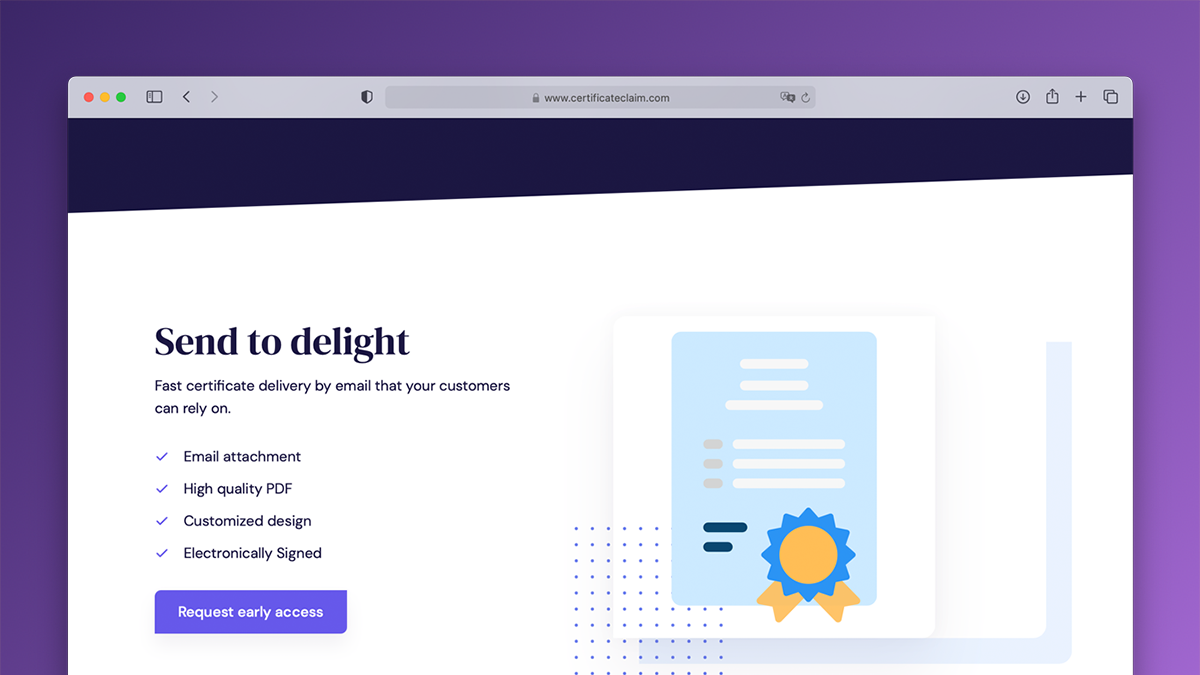 www.certificateclaim.com
Send to delight
Fast certificate delivery by email that your customers
can rely on.
Email attachment
High quality PDF
Customized design
Electronically Signed
Request early access